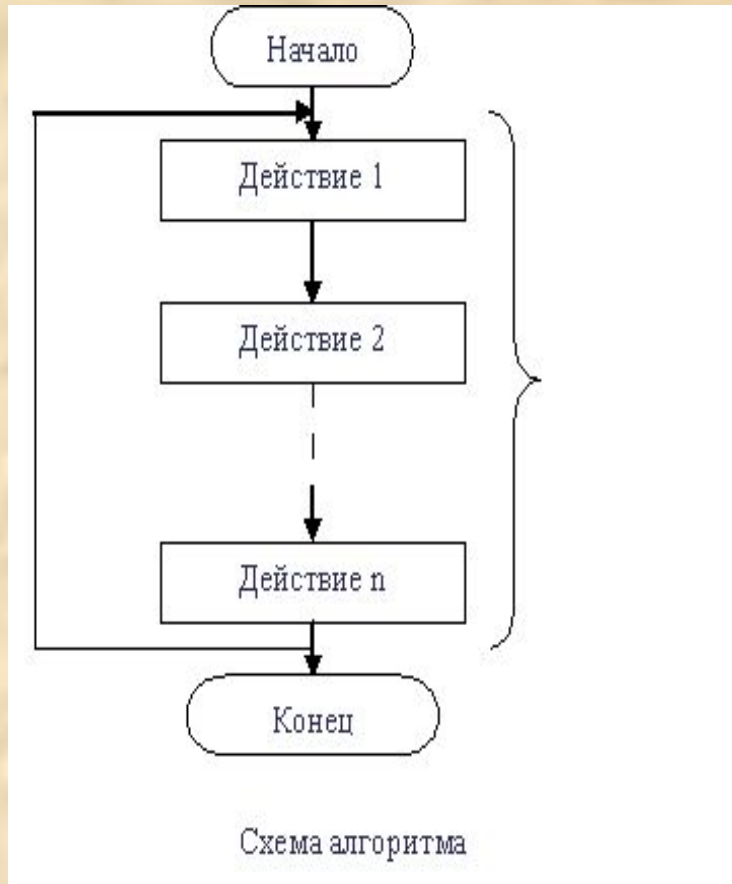 Начало
Действие 1
Действие 2
Действие n
Конец
Схема алгоритма